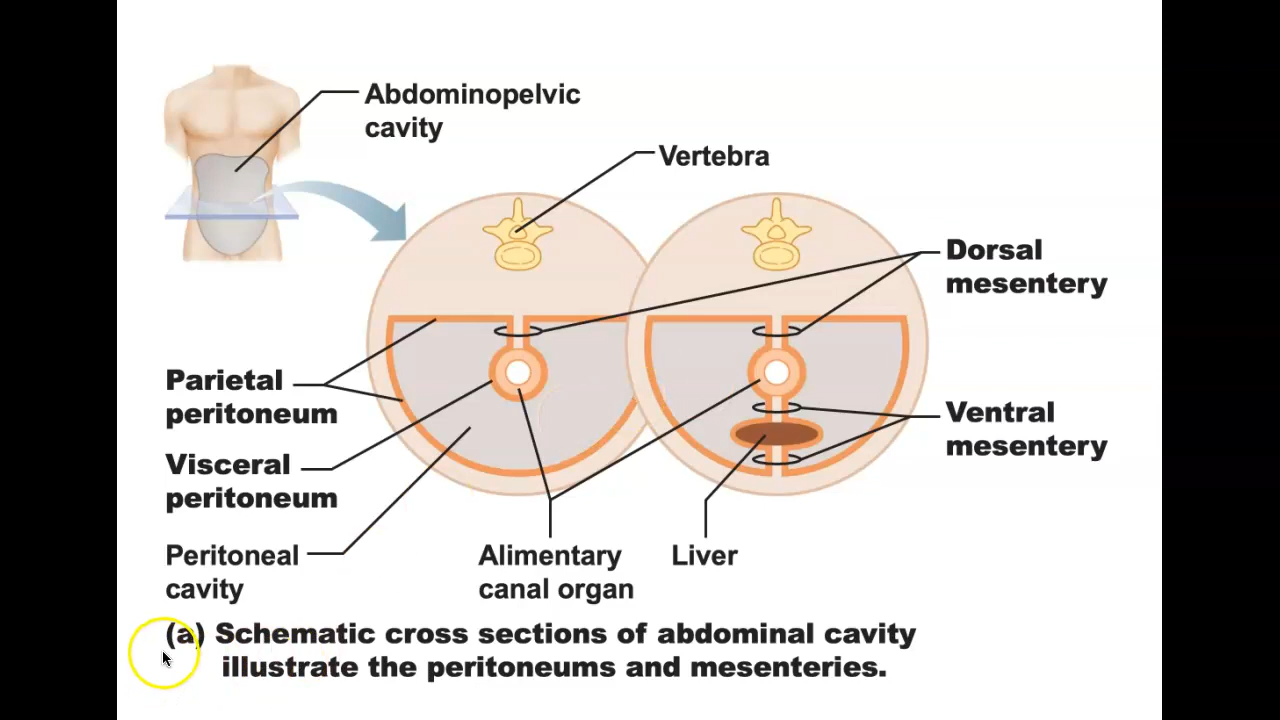 Abdominopelvic
cavity
Vertebra
Dorsal
mesentery
Parietal
peritoneum
Ventral
mesentery
Visceral
peritoneum
Peritoneal
cavity
Alimentary
canal organ
Liver
(a) Schematic cross sections of abdominal cavity
illustrate the peritoneums and mesenteries.